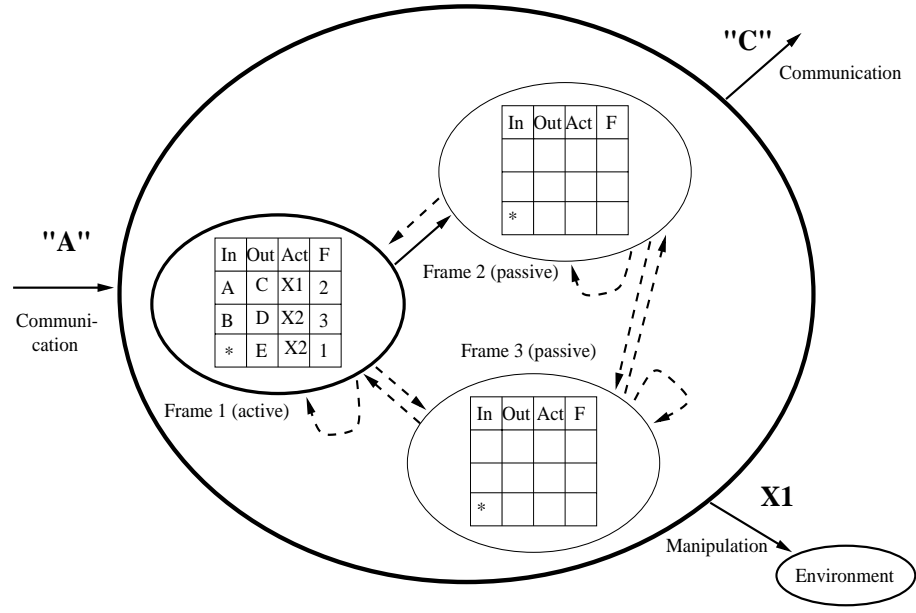 "C"
Communication
In Out Act F
*
"A"
Communi-
cation
In Out Act F
A C X1 2
B D X2 3
* E X2 1
Frame 2 (passive)
Frame 3 (passive)
Frame 1 (active)
In Out Act F
*
X1
Manipulation
Environment